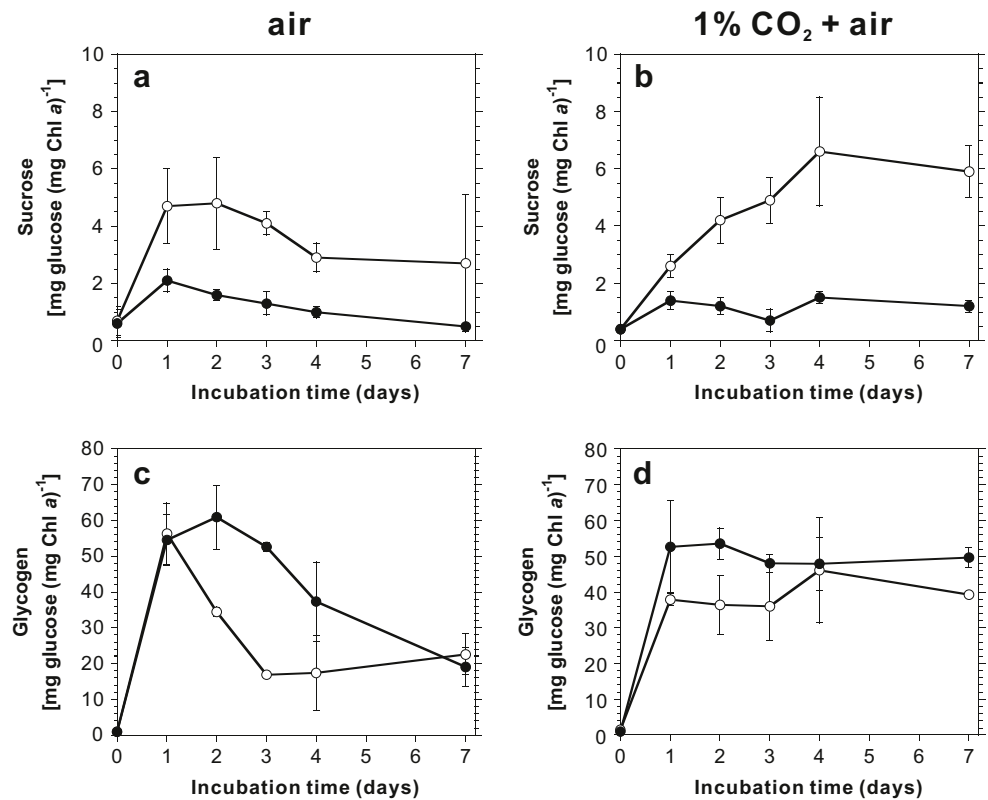 air
1% CO₂ + air
a
10
8
6
4
2
0
Sucrose
[mg glucose (mg Chl a)⁻¹]
0 1 2 3 4 5 6 7
Incubation time (days)
b
10
8
6
4
2
0
Sucrose
[mg glucose (mg Chl a)⁻¹]
0 1 2 3 4 5 6 7
Incubation time (days)
c
80
70
60
50
40
30
20
10
0
Glycogen
[mg glucose (mg Chl a)⁻¹]
0 1 2 3 4 5 6 7
Incubation time (days)
d
80
70
60
50
40
30
20
10
0
Glycogen
[mg glucose (mg Chl a)⁻¹]
0 1 2 3 4 5 6 7
Incubation time (days)